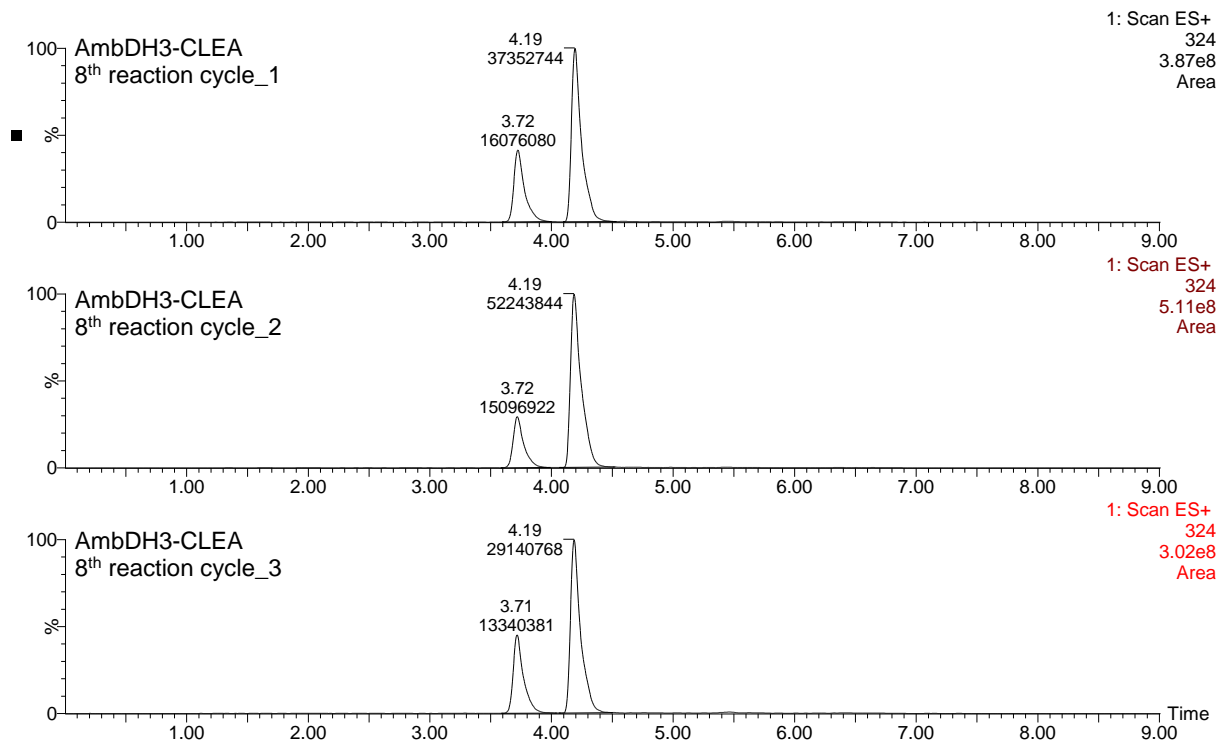 1: Scan ES+
324
3.87e8
Area
AmbDH3-CLEA
8th reaction cycle_1
100
%
0
4.19
37352744
3.72
16076080
1.00 2.00 3.00 4.00 5.00 6.00 7.00 8.00 9.00
1: Scan ES+
324
5.11e8
Area
AmbDH3-CLEA
8th reaction cycle_2
100
%
0
4.19
52243844
3.72
15096922
1.00 2.00 3.00 4.00 5.00 6.00 7.00 8.00 9.00
1: Scan ES+
324
3.02e8
Area
AmbDH3-CLEA
8th reaction cycle_3
100
%
0
4.19
29140768
3.71
13340381
Time
1.00 2.00 3.00 4.00 5.00 6.00 7.00 8.00 9.00